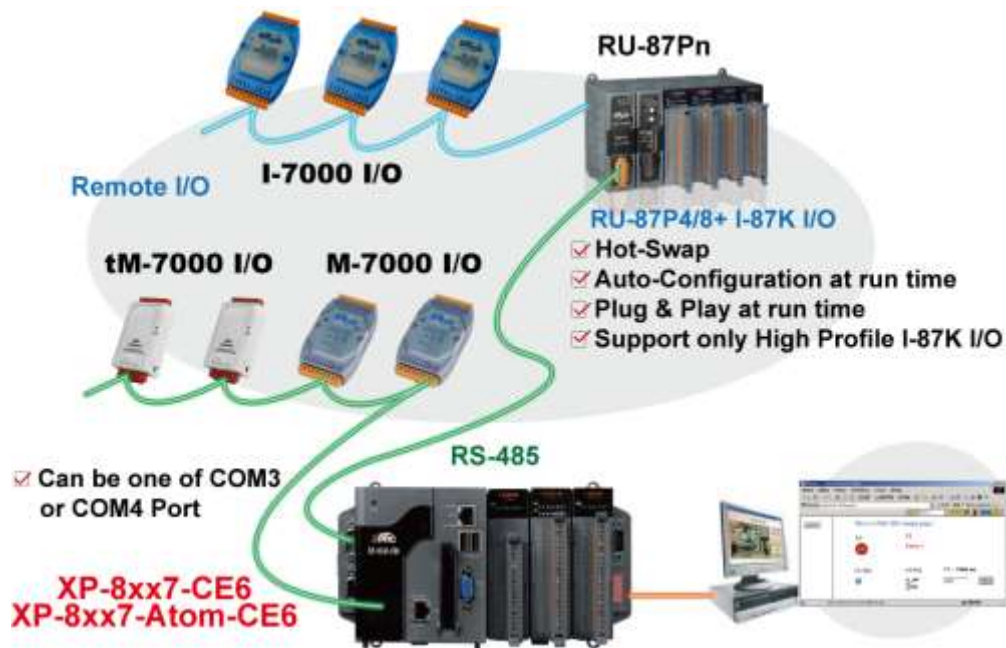 RU-87Pn
I-7000 I/O
Remote I/O
RU-87P4/8+ I-87K I/O
Hot-Swap
Auto-Configuration at run time
Plug & Play at run time
Support only High Profile I-87K I/O
tM-7000 I/O
M-7000 I/O
RS-485
Can be one of COM3
or COM4 Port
XP-8xx7-CE6
XP-8xx7-Atom-CE6